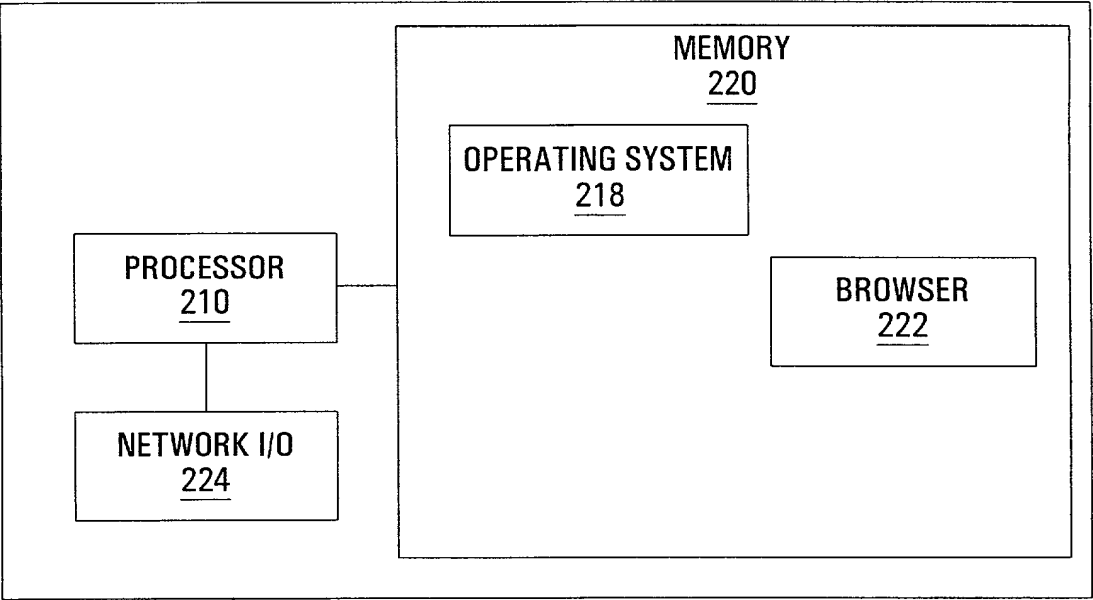 MEMORY
220
OPERATING SYSTEM
218
PROCESSOR
210
BROWSER
222
NETWORK I/O
224